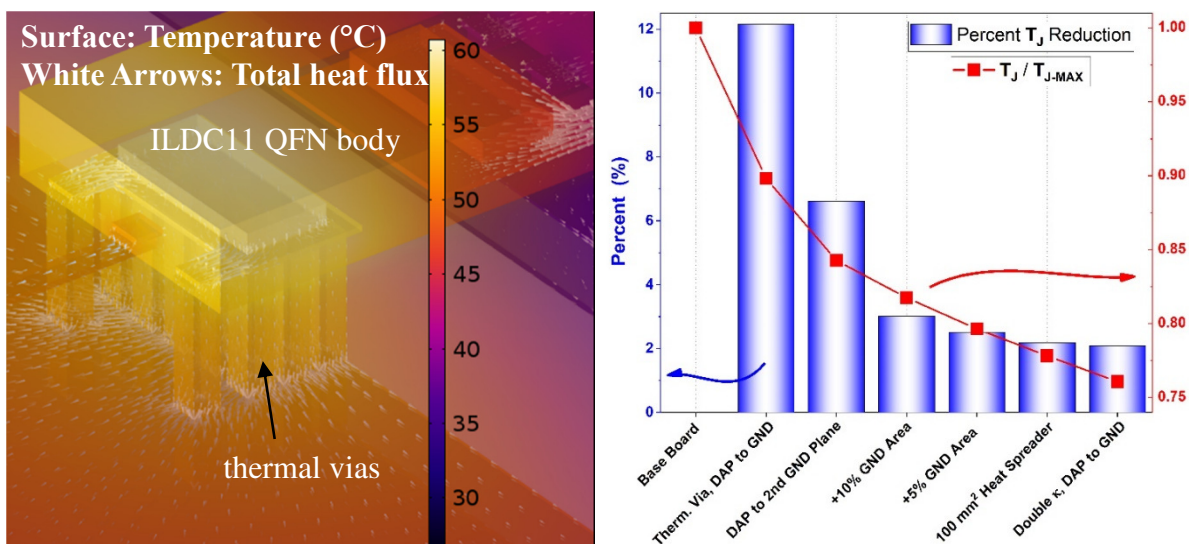 Surface: Temperature (°C)
White Arrows: Total heat flux
ILDC11 QFN body
thermal vias
60
55
50
45
40
35
30
Percent TJ Reduction
TJ / TJ-MAX
Percent (%)
12
10
8
6
4
2
0
1.00
0.95
0.90
0.85
0.80
0.75
Base Board
Therm. Via, DAP to GND
DAP to 2nd GND Plane
+10% GND Area
+5% GND Area
100 mm² Heat Spreader
Double κ, DAP to GND